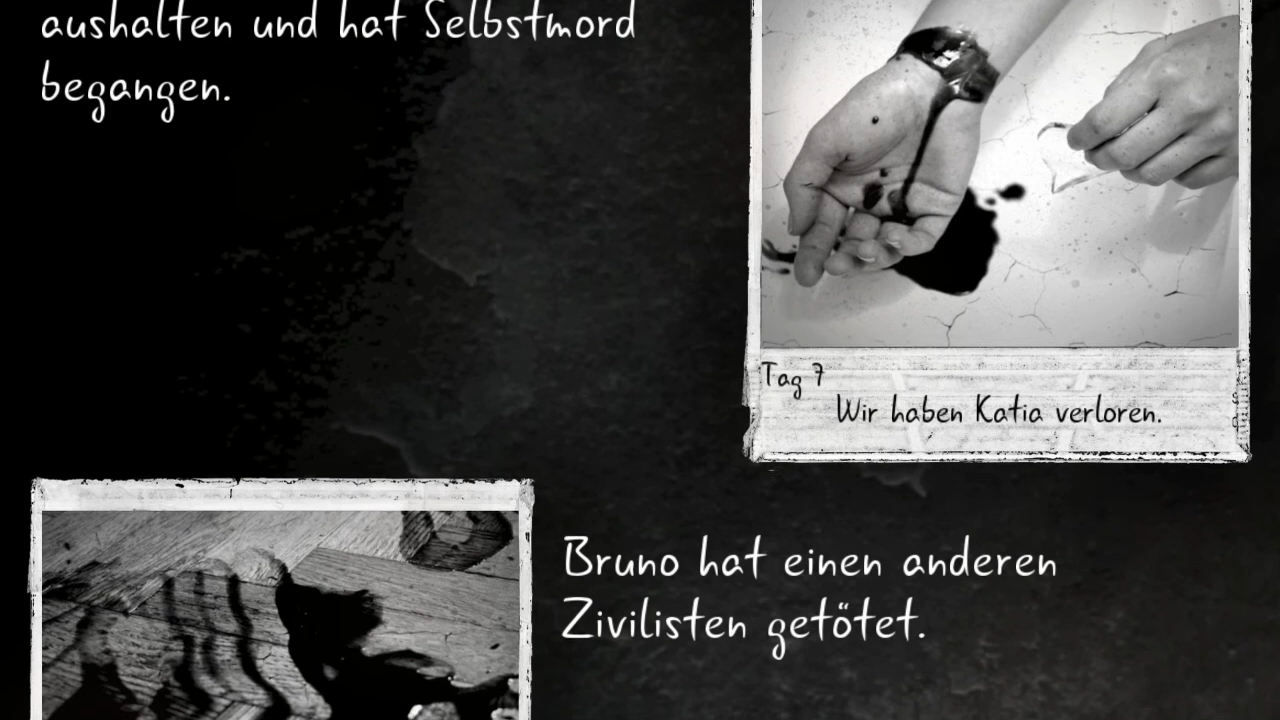 aushalten und hat Selbstmord
begangen.
Tag 7
Wir haben Katia verloren.
Bruno hat einen anderen
Zivilisten getötet.